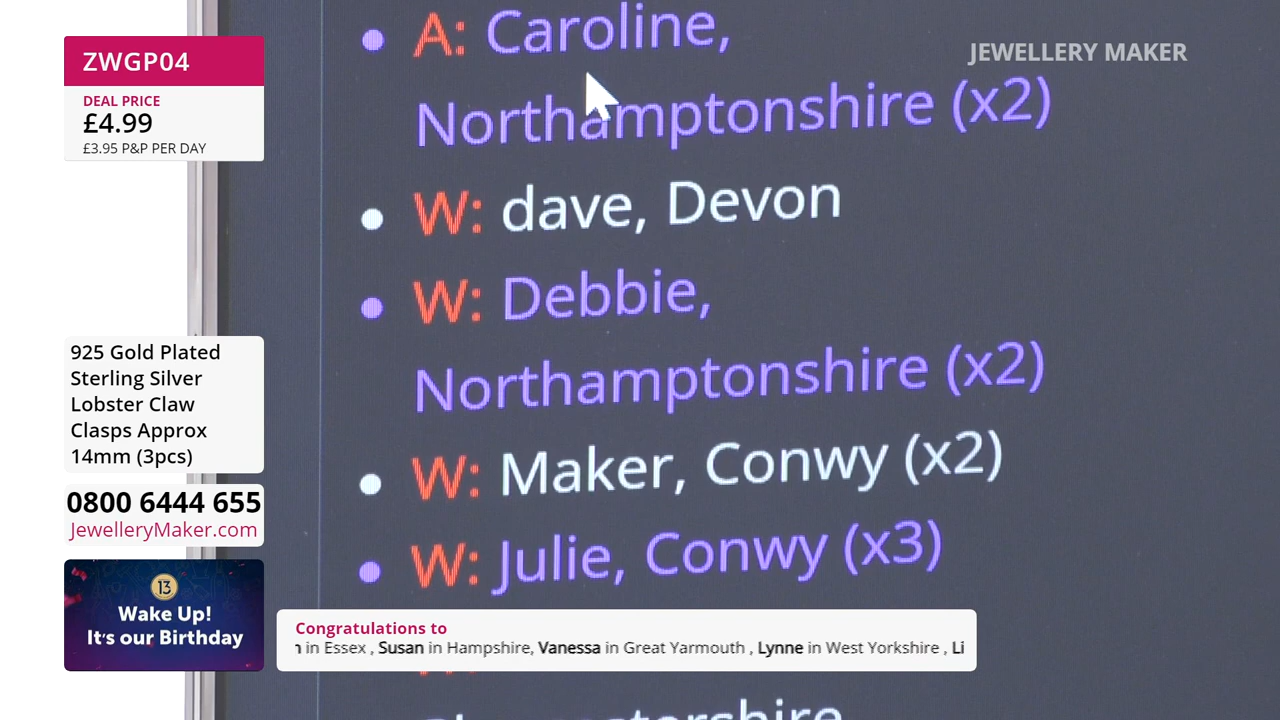 ZWGP04
DEAL PRICE
£4.99
£3.95 P&P PER DAY
JEWELLERY MAKER
A: Caroline,
Northamptonshire (x2)
W: dave, Devon
W: Debbie,
Northamptonshire (x2)
W: Maker, Conwy (x2)
W: Julie, Conwy (x3)
925 Gold Plated
Sterling Silver
Lobster Claw
Clasps Approx
14mm (3pcs)
0800 6444 655
JewelleryMaker.com
13
Wake Up!
It's our Birthday
Congratulations to
in Essex , Susan in Hampshire, Vanessa in Great Yarmouth , Lynne in West Yorkshire , Li